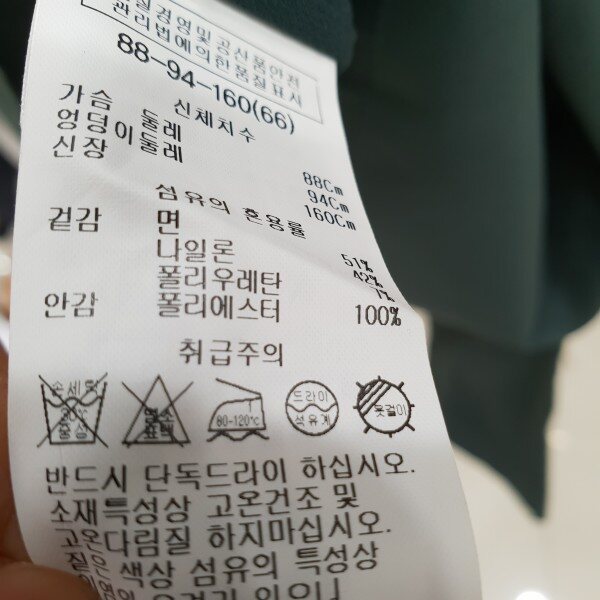 품질경영및공산품안전
관리법에의한품질표시
88-94-160(66)
신체치수
가슴둘레 88Cm
엉덩이둘레 94Cm
신장 160Cm
섬유의 혼용률
겉감 면 51%
나일론 42%
폴리우레탄 7%
안감 폴리에스터 100%
취급주의
손세탁
중성
염소
표백
80-120℃
드라이
석유계
옷걸이
반드시 단독드라이 하십시오.
소재특성상 고온건조 및
고온다림질 하지마십시오.
색상 섬유의 특성상